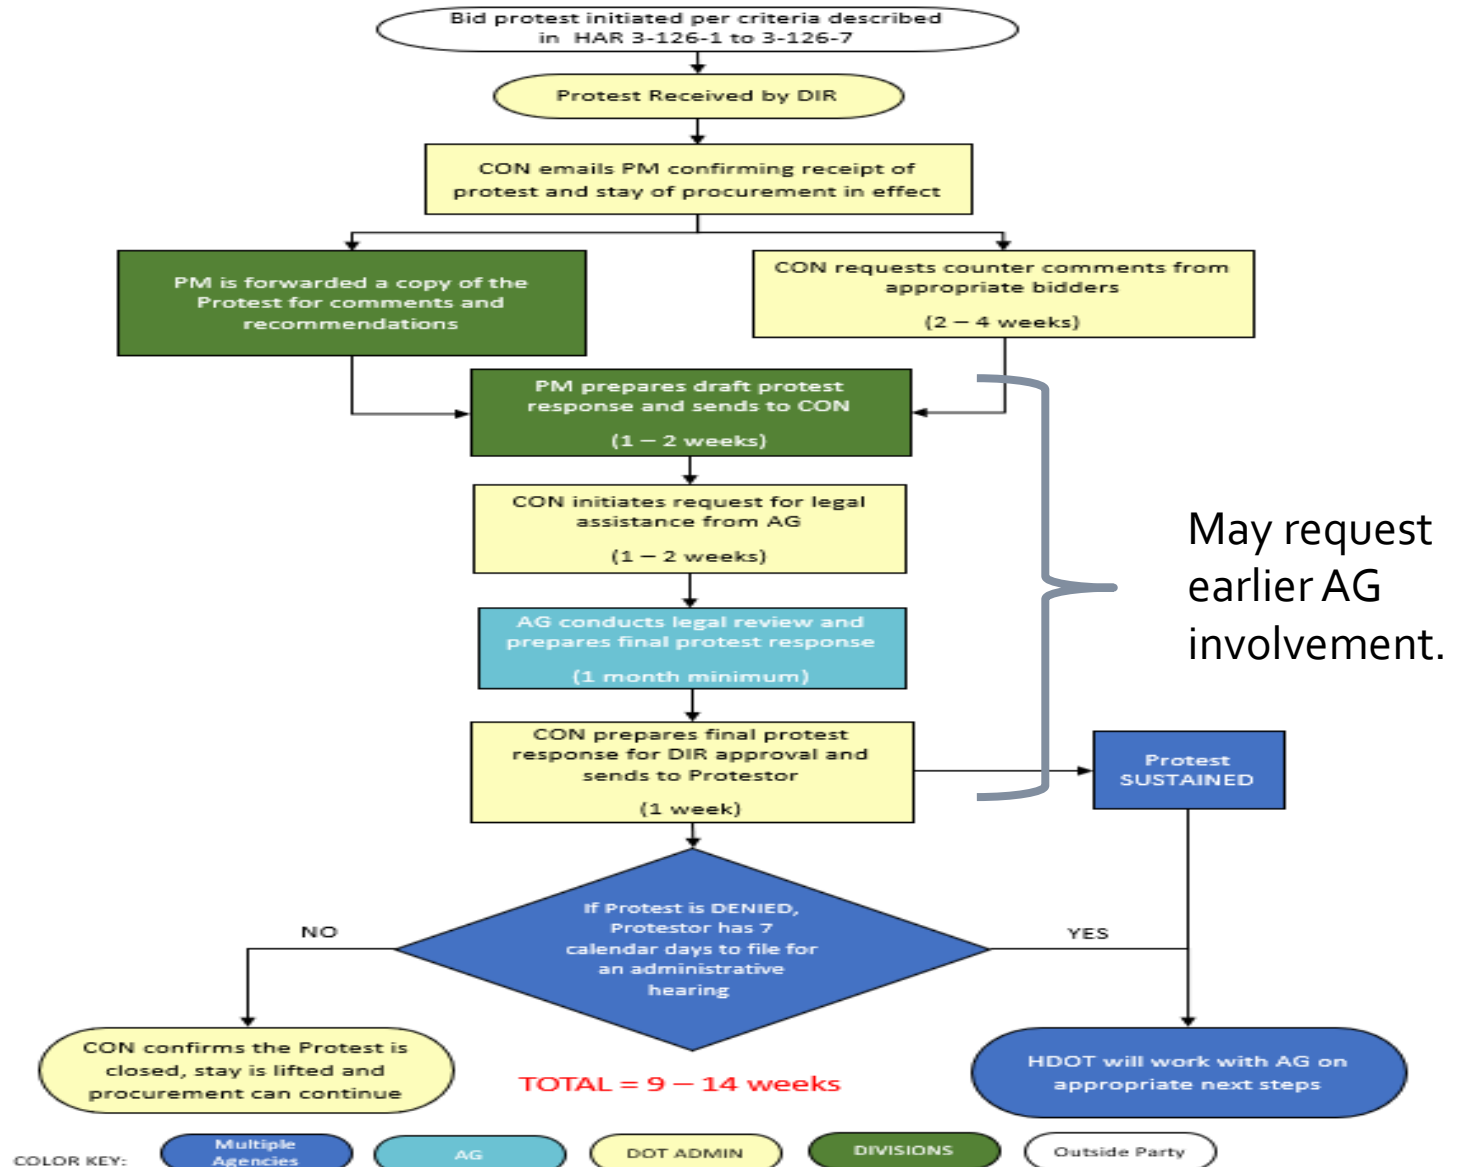 Bid protest initiated per criteria described
in HAR 3-126-1 to 3-126-7
Protest Received by DIR
CON emails PM confirming receipt of
protest and stay of procurement in effect
PM is forwarded a copy of the
Protest for comments and
recommendations
CON requests counter comments from
appropriate bidders
(2 – 4 weeks)
PM prepares draft protest
response and sends to CON
(1 – 2 weeks)
CON initiates request for legal
assistance from AG
(1 – 2 weeks)
AG conducts legal review and
prepares final protest response
(1 month minimum)
May request
earlier AG
involvement.
CON prepares final protest
response for DIR approval and
sends to Protestor
(1 week)
Protest
SUSTAINED
If Protest is DENIED,
Protestor has 7
calendar days to file for
an administrative
hearing
NO
YES
CON confirms the Protest is
closed, stay is lifted and
procurement can continue
TOTAL = 9 – 14 weeks
HDOT will work with AG on
appropriate next steps
COLOR KEY:
Multiple
Agencies
AG
DOT ADMIN
DIVISIONS
Outside Party